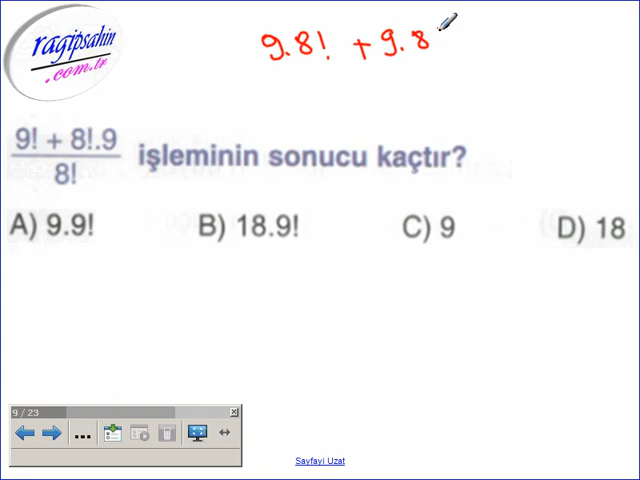 ragipsahin
.com.tr
9.8! + 9.8
9! + 8!.9
8!
işleminin sonucu kaçtır?
A) 9.9! B) 18.9! C) 9 D) 18
9 / 23
...
Sayfayi Uzat